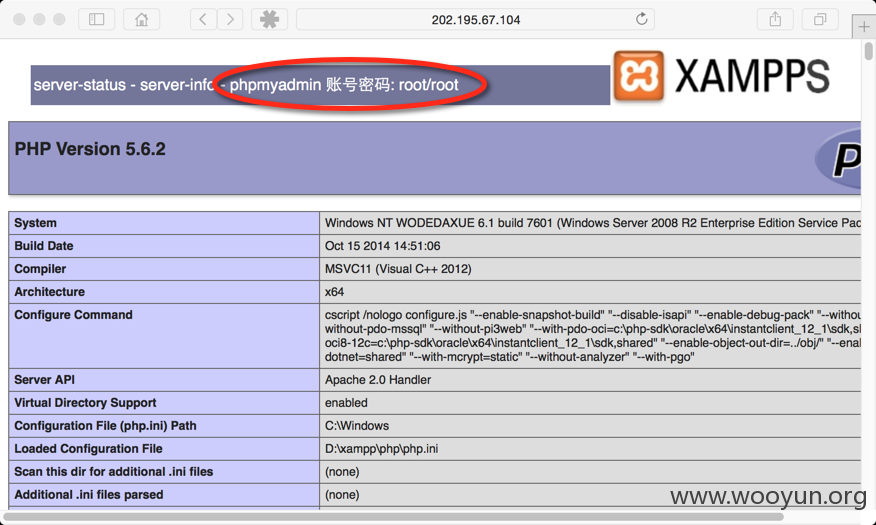 202.195.67.104
server-status - server-info - phpmyadmin 账号密码: root/root
XAMPPS
PHP Version 5.6.2
System Windows NT WODEDAXUE 6.1 build 7601 (Windows Server 2008 R2 Enterprise Edition Service Pac
Build Date Oct 15 2014 14:51:06
Compiler MSVC11 (Visual C++ 2012)
Architecture x64
Configure Command cscript /nologo configure.js "--enable-snapshot-build" "--disable-isapi" "--enable-debug-pack" "--withou
without-pdo-mssql" "--without-pi3web" "--with-pdo-oci=c:\php-sdk\oracle\x64\instantclient_12_1\sdk,s
oci8-12c=c:\php-sdk\oracle\x64\instantclient_12_1\sdk,shared" "--enable-object-out-dir=../obj/" "--enal
dotnet=shared" "--with-mcrypt=static" "--without-analyzer" "--with-pgo"
Server API Apache 2.0 Handler
Virtual Directory Support enabled
Configuration File (php.ini) Path C:\Windows
Loaded Configuration File D:\xampp\php\php.ini
Scan this dir for additional .ini files (none)
Additional .ini files parsed (none)
www.wooyun.org